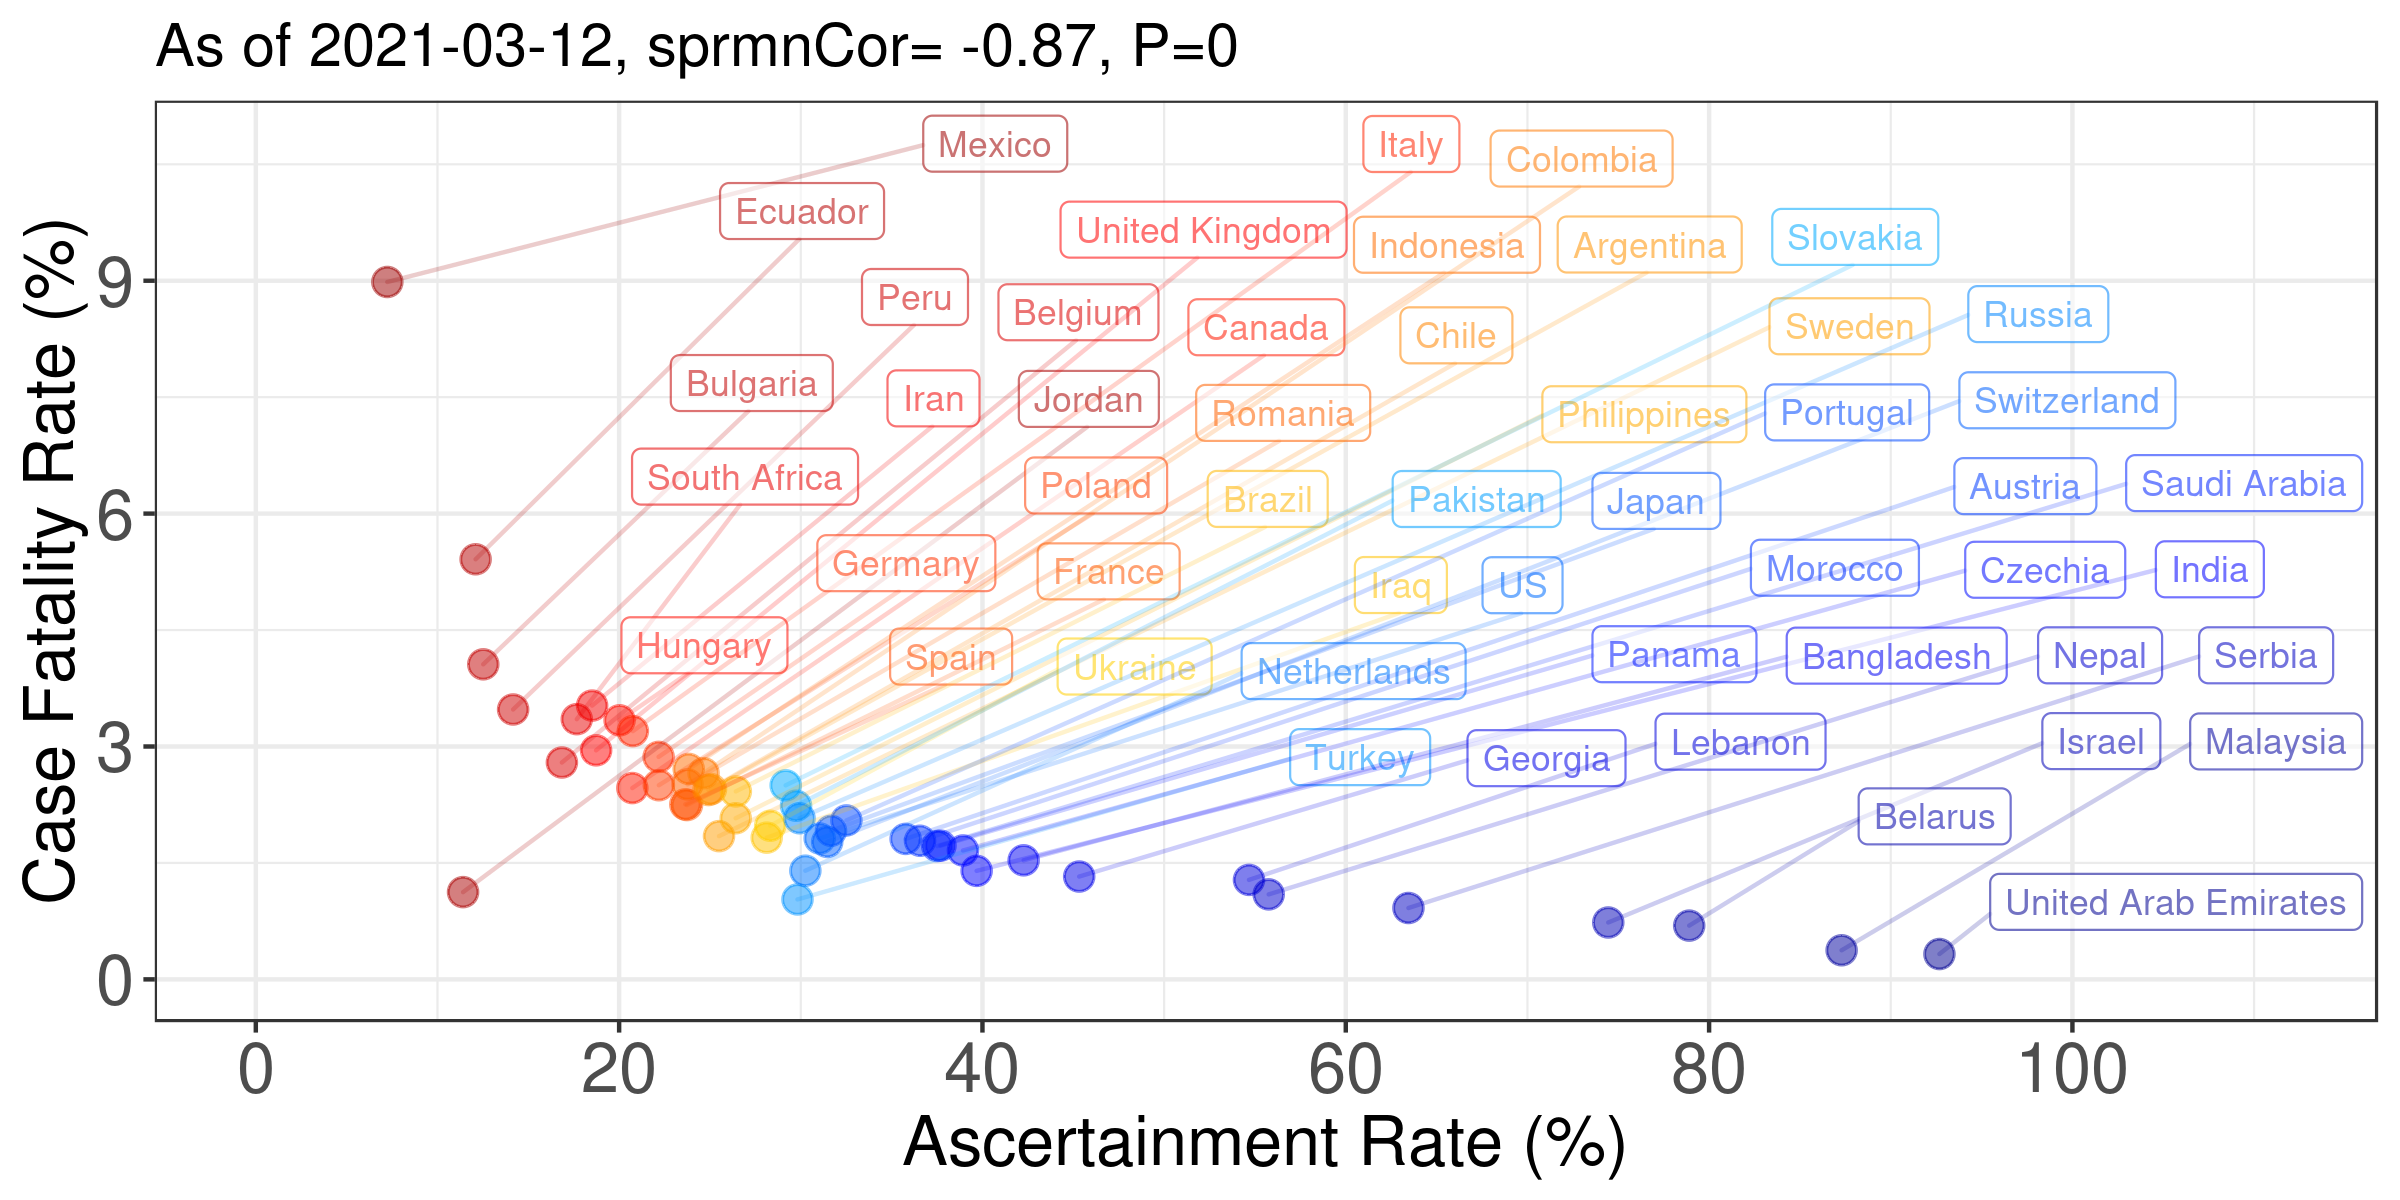 As of 2021-03-12, sprmnCor= -0.87, P=0
Mexico
Italy
Colombia
Ecuador
United Kingdom
Indonesia
Argentina
Slovakia
Peru
Belgium
Canada
Chile
Sweden
Russia
Bulgaria
Iran
Jordan
Romania
Philippines
Portugal
Switzerland
South Africa
Poland
Brazil
Pakistan
Japan
Austria
Saudi Arabia
Germany
France
Iraq
US
Morocco
Czechia
India
Hungary
Spain
Ukraine
Netherlands
Panama
Bangladesh
Nepal
Serbia
Turkey
Georgia
Lebanon
Israel
Malaysia
Belarus
United Arab Emirates
Case Fatality Rate (%)
9
6
3
0
0 20 40 60 80 100
Ascertainment Rate (%)